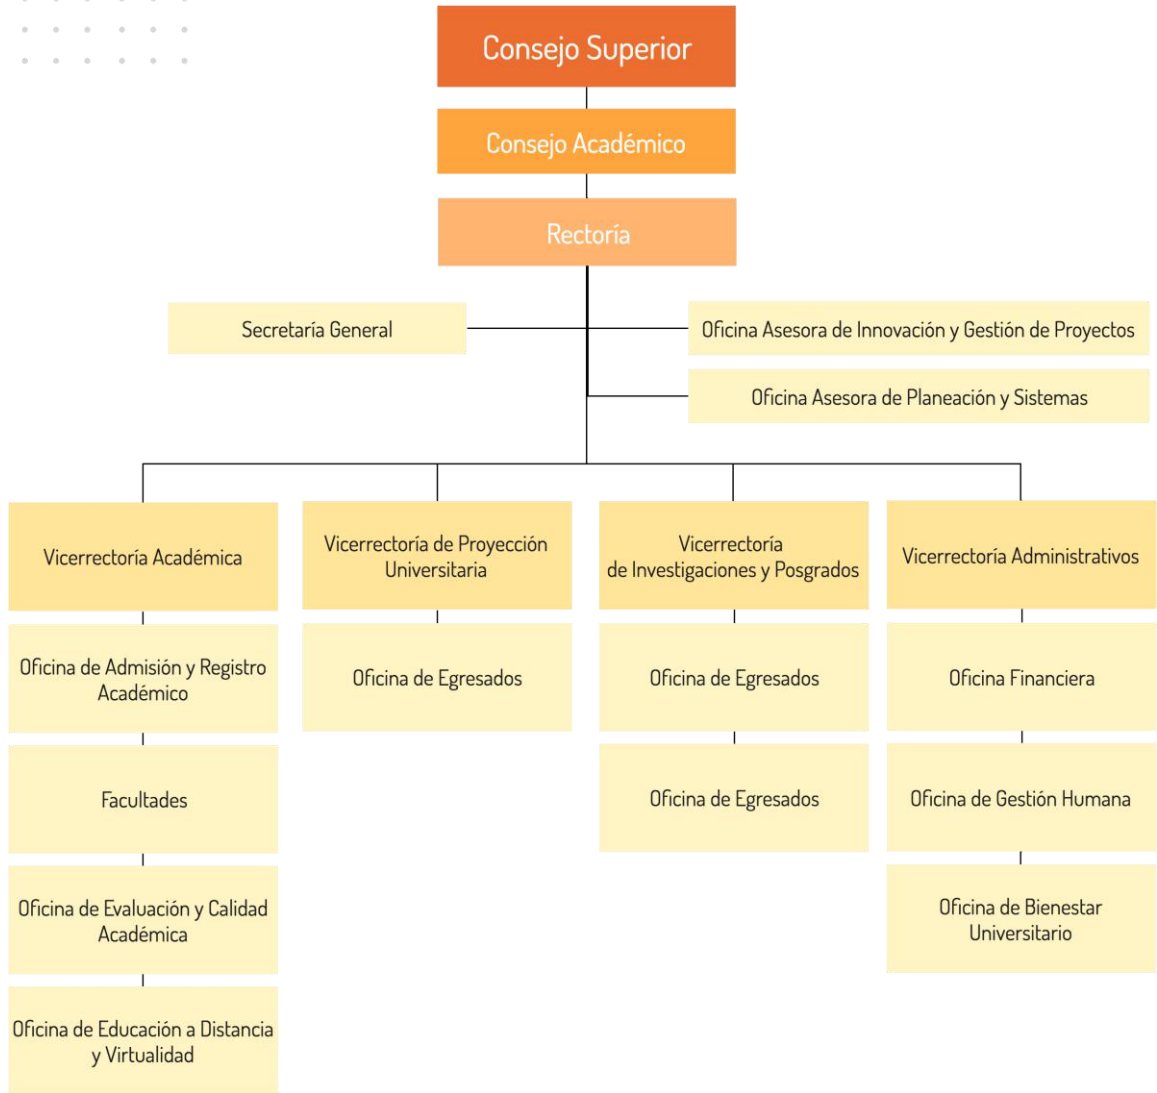 Consejo Superior
Consejo Académico
Rectoría
Secretaría General
Oficina Asesora de Innovación y Gestión de Proyectos
Oficina Asesora de Planeación y Sistemas
Vicerrectoría Académica
Oficina de Admisión y Registro
Académico
Facultades
Oficina de Evaluación y Calidad
Académica
Oficina de Educación a Distancia
y Virtualidad
Vicerrectoría de Proyección
Universitaria
Oficina de Egresados
Vicerrectoría
de Investigaciones y Posgrados
Oficina de Egresados
Oficina de Egresados
Vicerrectoría Administrativos
Oficina Financiera
Oficina de Gestión Humana
Oficina de Bienestar
Universitario